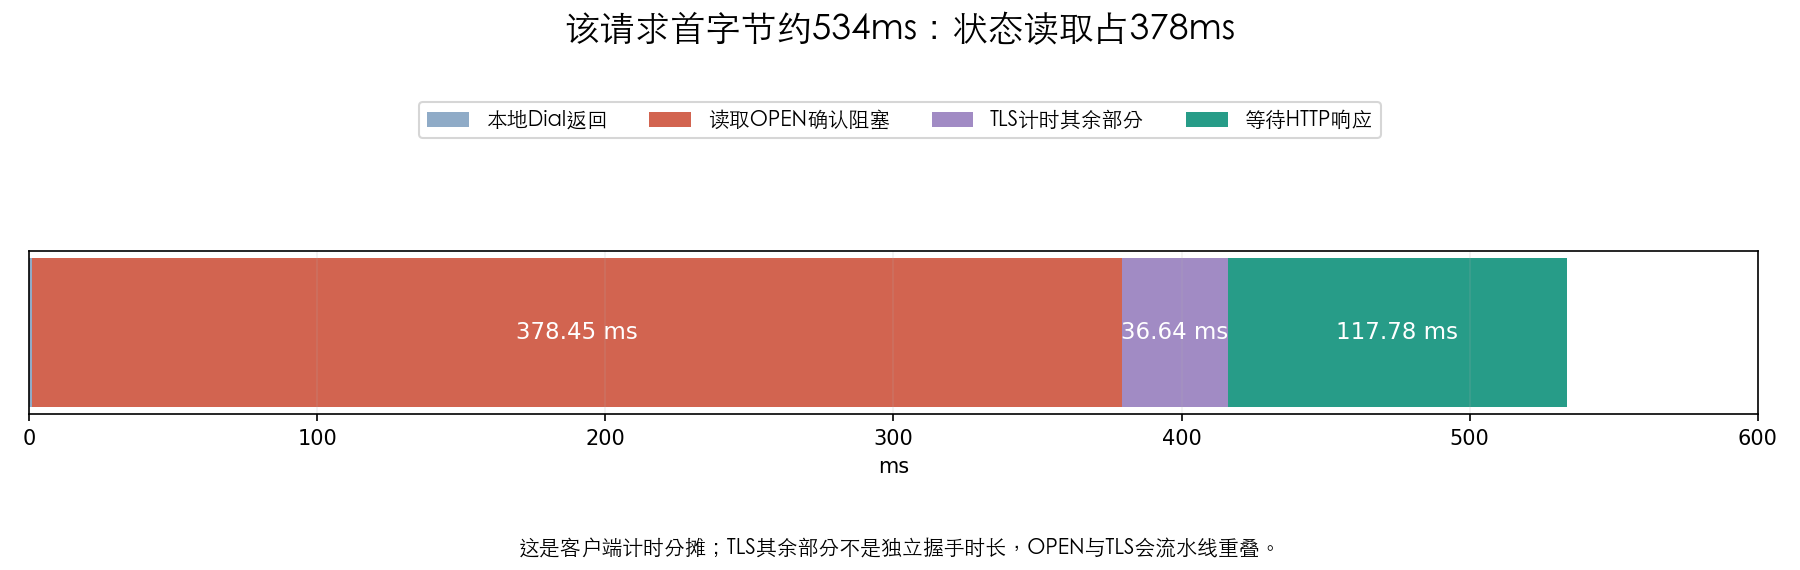 该请求首字节约534ms：状态读取占378ms
本地Dial返回 读取OPEN确认阻塞 TLS计时其余部分 等待HTTP响应
378.45 ms 36.64 ms 117.78 ms
0 100 200 300 400 500 600
ms
这是客户端计时分摊；TLS其余部分不是独立握手时长，OPEN与TLS会流水线重叠。